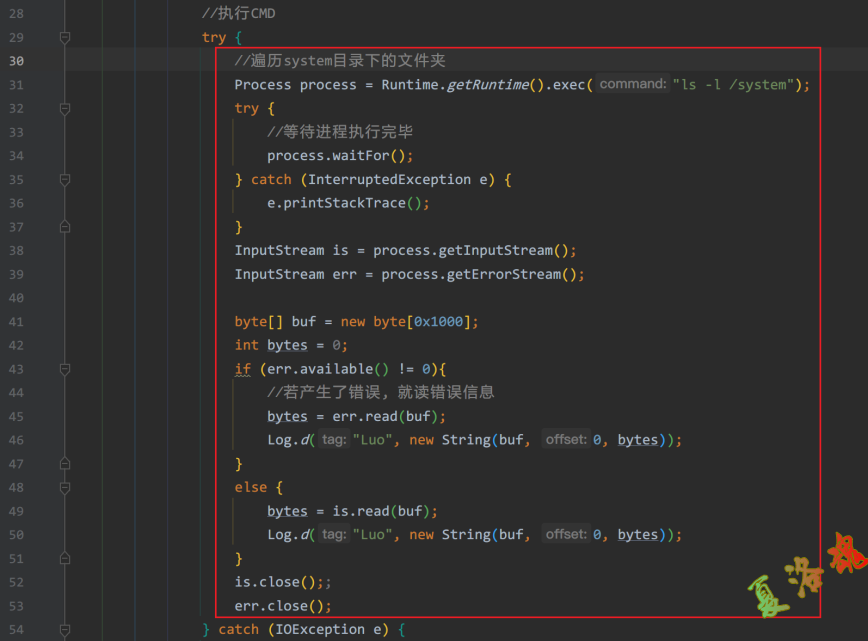 28 //执行CMD
29 try {
30 //遍历system目录下的文件夹
31 Process process = Runtime.getRuntime().exec( command: "ls -l /system");
32 try {
33 //等待进程执行完毕
34 process.waitFor();
35 } catch (InterruptedException e) {
36 e.printStackTrace();
37 }
38 InputStream is = process.getInputStream();
39 InputStream err = process.getErrorStream();
40
41 byte[] buf = new byte[0x1000];
42 int bytes = 0;
43 if (err.available() != 0){
44 //若产生了错误，就读错误信息
45 bytes = err.read(buf);
46 Log.d( tag: "Luo", new String(buf, offset: 0, bytes));
47 }
48 else {
49 bytes = is.read(buf);
50 Log.d( tag: "Luo", new String(buf, offset: 0, bytes));
51 }
52 is.close();;
53 err.close();
54 } catch (IOException e) {
夏洛